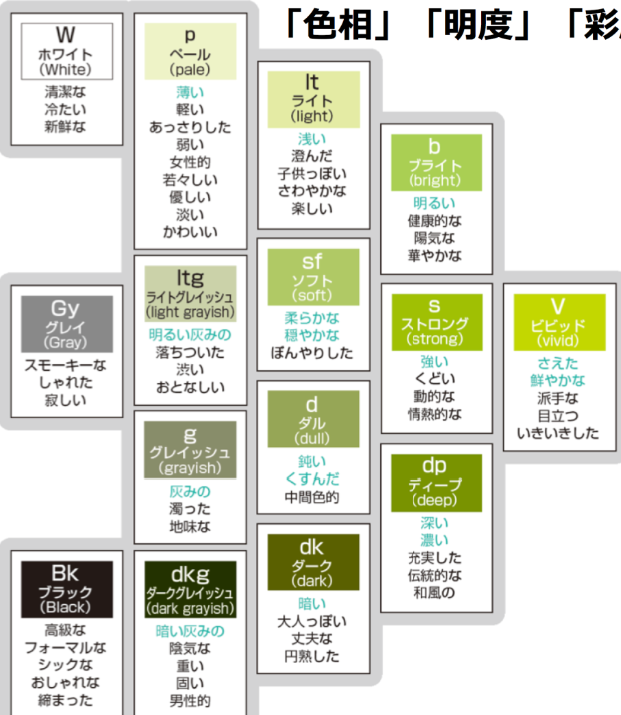 「色相」「明度」「彩
W
ホワイト
(White)
清潔な
冷たい
新鮮な
p
ペール
(pale)
薄い
軽い
あっさりした
弱い
女性的
若々しい
優しい
淡い
かわいい
lt
ライト
(light)
浅い
澄んだ
子供っぽい
さわやかな
楽しい
b
ブライト
(bright)
明るい
健康的な
陽気な
華やかな
Gy
グレイ
(Gray)
スモーキーな
しゃれた
寂しい
ltg
ライトグレイッシュ
(light grayish)
明るい灰みの
落ちついた
渋い
おとなしい
sf
ソフト
(soft)
柔らかな
穏やかな
ぼんやりした
s
ストロング
(strong)
強い
くどい
動的な
情熱的な
V
ビビッド
(vivid)
さえた
鮮やかな
派手な
目立つ
いきいきした
g
グレイッシュ
(grayish)
灰みの
濁った
地味な
d
ダル
(dull)
鈍い
くすんだ
中間色的
dp
ディープ
(deep)
深い
濃い
充実した
伝統的な
和風の
Bk
ブラック
(Black)
高級な
フォーマルな
シックな
おしゃれな
締まった
dkg
ダークグレイッシュ
(dark grayish)
暗い灰みの
陰気な
重い
固い
男性的
dk
ダーク
(dark)
暗い
大人っぽい
丈夫な
円熟した